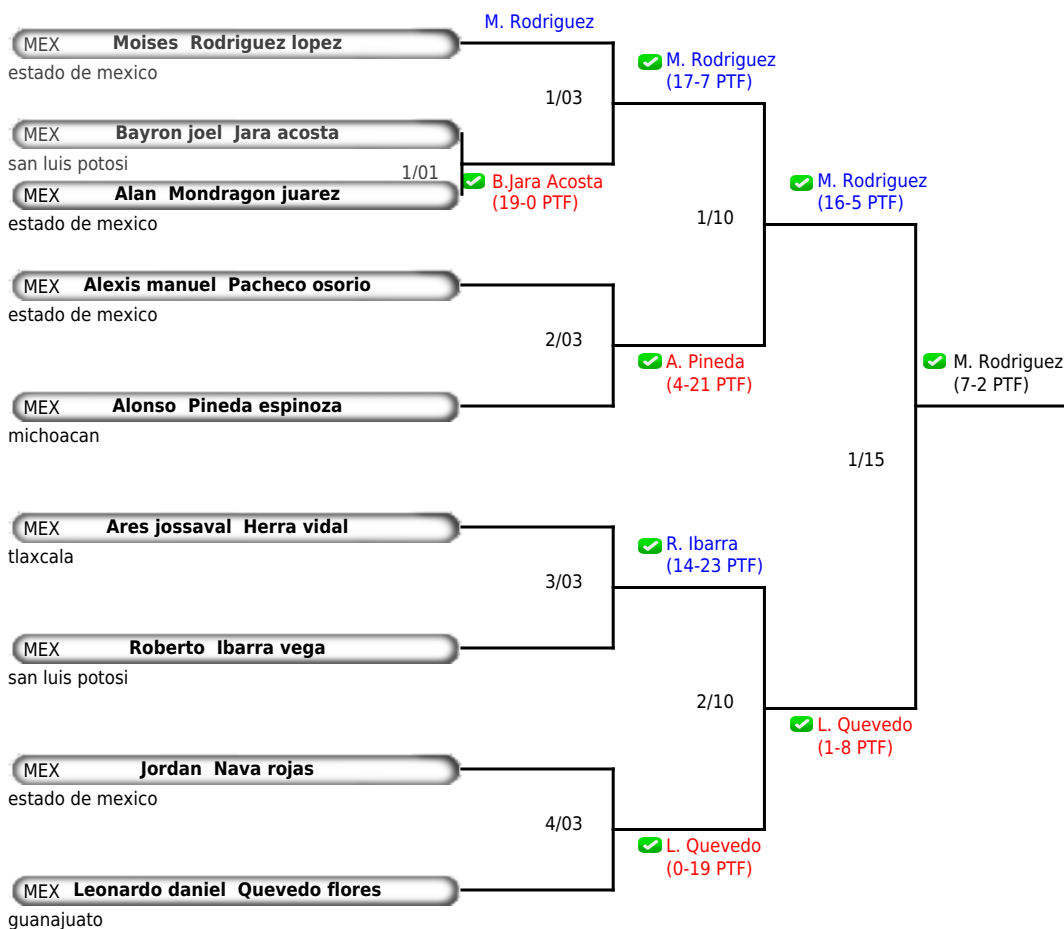 M. Rodriguez
MEX Moises Rodriguez lopez
estado de mexico
M. Rodriguez
(17-7 PTF)
1/03
MEX Bayron joel Jara acosta
san luis potosi
1/01
B.Jara Acosta
(19-0 PTF)
MEX Alan Mondragon juarez
estado de mexico
M. Rodriguez
(16-5 PTF)
1/10
MEX Alexis manuel Pacheco osorio
estado de mexico
2/03
A. Pineda
(4-21 PTF)
M. Rodriguez
(7-2 PTF)
MEX Alonso Pineda espinoza
michoacan
1/15
MEX Ares jossaval Herra vidal
tlaxcala
R. Ibarra
(14-23 PTF)
3/03
MEX Roberto Ibarra vega
san luis potosi
2/10
L. Quevedo
(1-8 PTF)
MEX Jordan Nava rojas
estado de mexico
4/03
L. Quevedo
(0-19 PTF)
MEX Leonardo daniel Quevedo flores
guanajuato